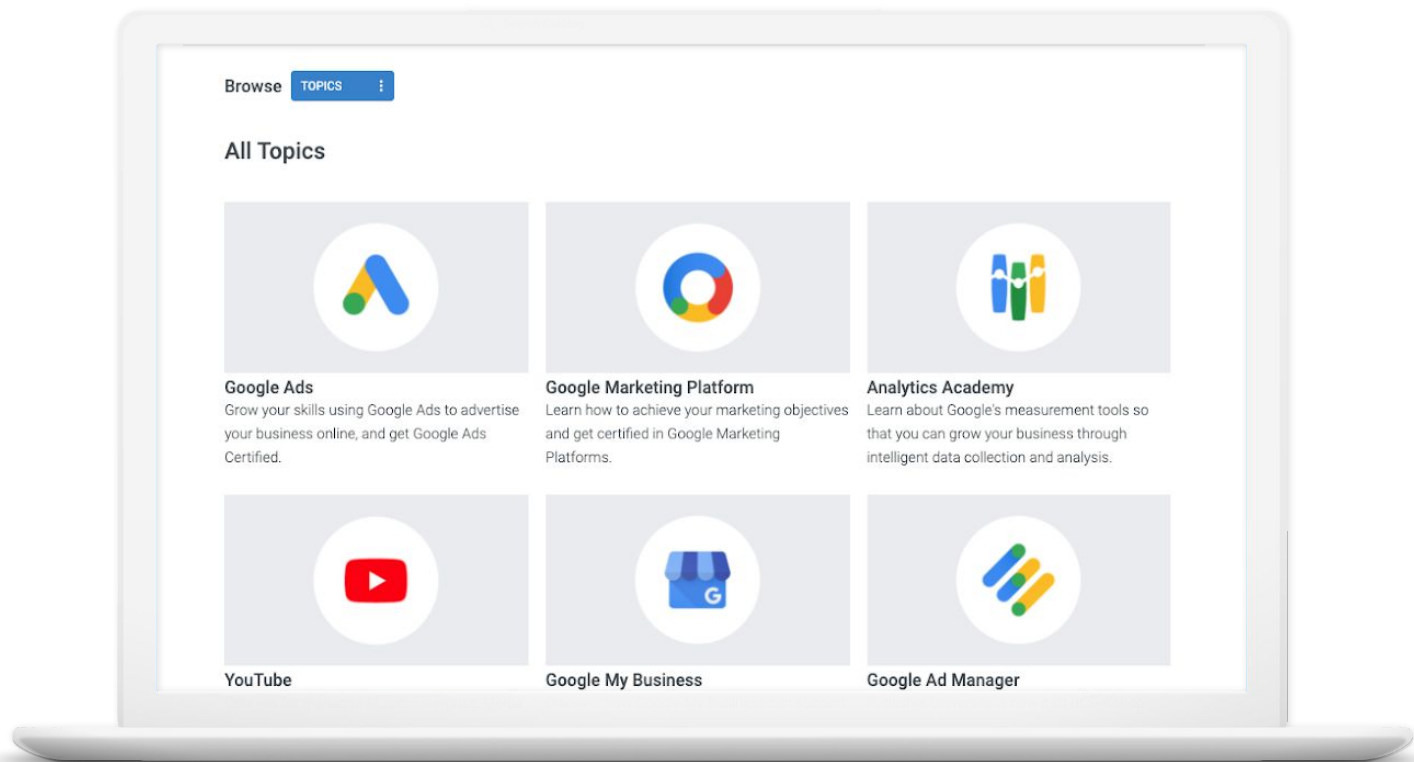 Browse TOPICS
All Topics
Google Ads
Grow your skills using Google Ads to advertise
your business online, and get Google Ads
Certified.
Google Marketing Platform
Learn how to achieve your marketing objectives
and get certified in Google Marketing
Platforms.
Analytics Academy
Learn about Google's measurement tools so
that you can grow your business through
intelligent data collection and analysis.
YouTube
Google My Business
G
Google Ad Manager